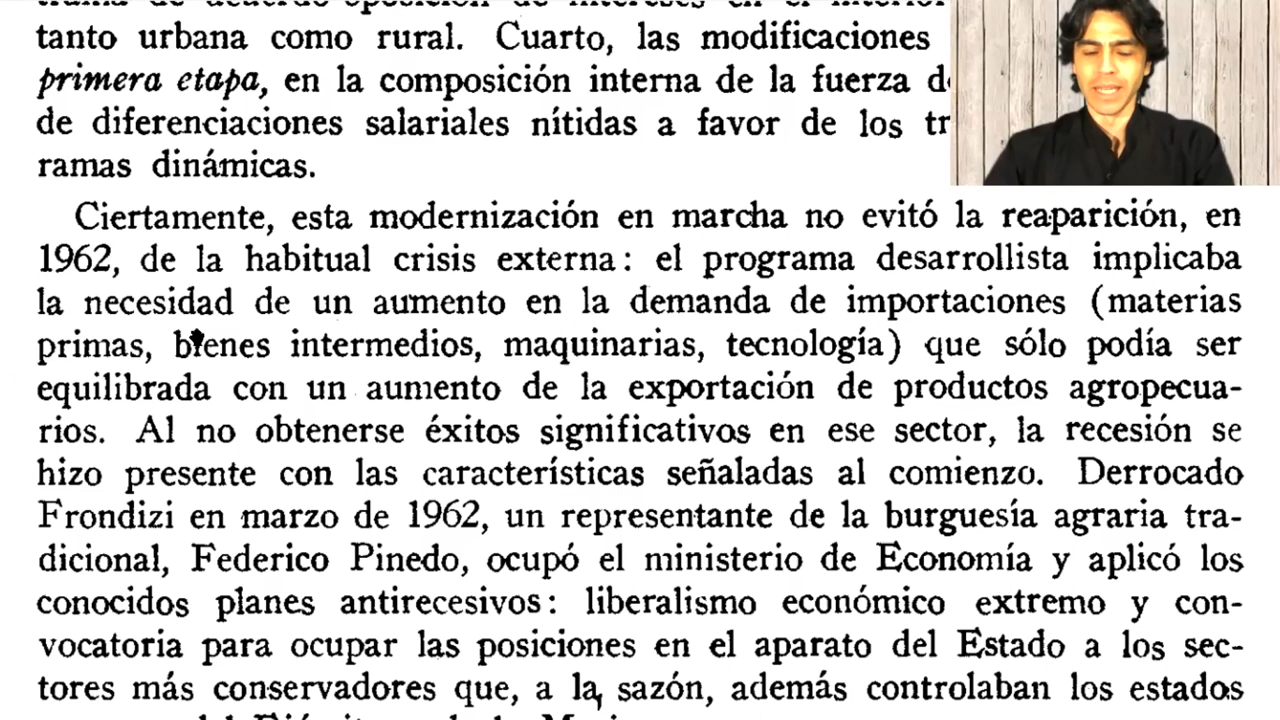 tanto urbana como rural. Cuarto, las modificaciones
primera etapa, en la composición interna de la fuerza
de diferenciaciones salariales nítidas a favor de los
ramas dinámicas.
Ciertamente, esta modernización en marcha no evitó la reaparición, en
1962, de la habitual crisis externa: el programa desarrollista implicaba
la necesidad de un aumento en la demanda de importaciones (materias
primas, bienes intermedios, maquinarias, tecnología) que sólo podía ser
equilibrada con un aumento de la exportación de productos agropecua-
rios. Al no obtenerse éxitos significativos en ese sector, la recesión se
hizo presente con las características señaladas al comienzo. Derrocado
Frondizi en marzo de 1962, un representante de la burguesía agraria tra-
dicional, Federico Pinedo, ocupó el ministerio de Economía y aplicó los
conocidos planes antirecesivos: liberalismo económico extremo y con-
vocatoria para ocupar las posiciones en el aparato del Estado a los sec-
tores más conservadores que, a la sazón, además controlaban los estados